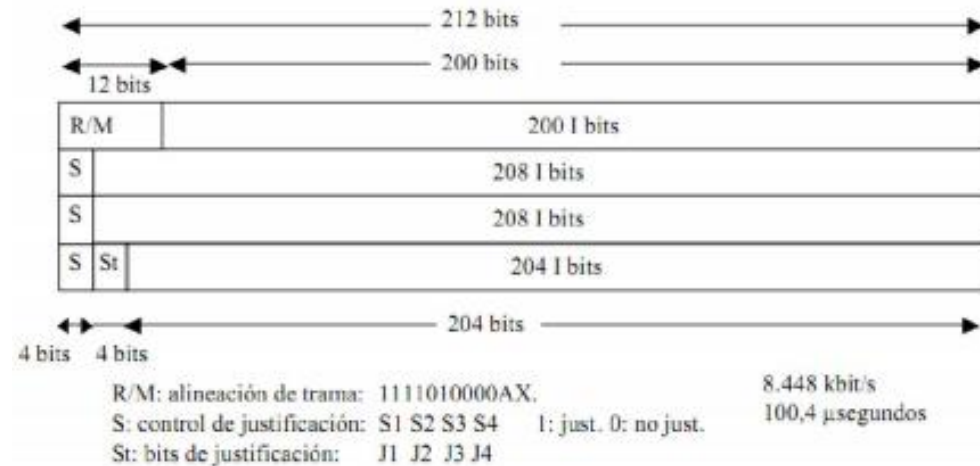 212 bits
200 bits
12 bits
R/M
200 I bits
S
208 I bits
S
208 I bits
S St
204 I bits
204 bits
4 bits 4 bits
R/M: alineación de trama: 1111010000AX.
S: control de justificación: S1 S2 S3 S4 1: just. 0: no just.
St: bits de justificación: J1 J2 J3 J4
8.448 kbit/s
100,4 µsegundos